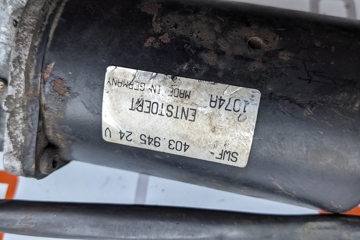 SWF 403.945 24 V
ENTSTOERT
1074A MADE IN GERMANY